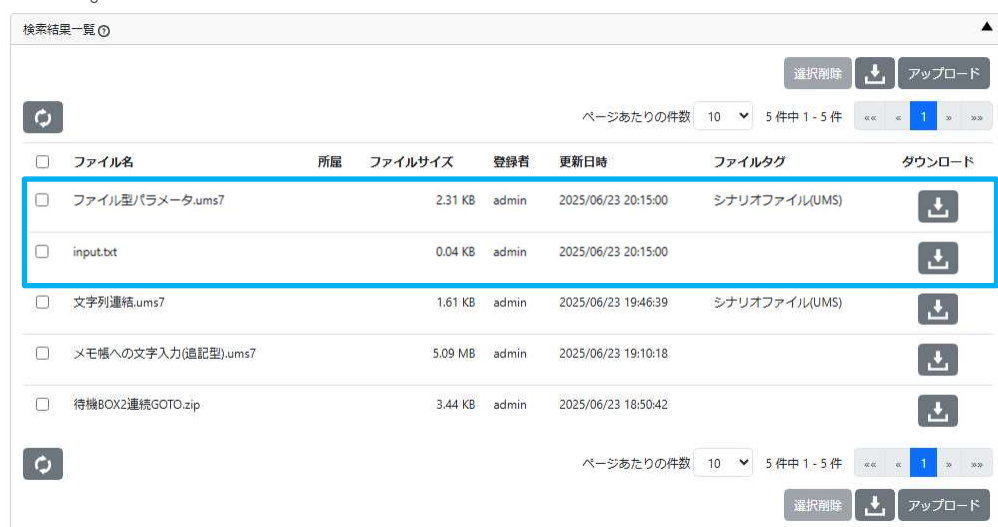 検索結果一覧?
▲
選択削除 アップロード
ページあたりの件数 10 5 件中 1 - 5 件 «« « 1 » »»
ファイル名 所属 ファイルサイズ 登録者 更新日時 ファイルタグ ダウンロード
ファイル型パラメータ.ums7 2.31 KB admin 2025/06/23 20:15:00 シナリオファイル(UMS)
input.txt 0.04 KB admin 2025/06/23 20:15:00
文字列連結.ums7 1.61 KB admin 2025/06/23 19:46:39 シナリオファイル(UMS)
メモ帳への文字入力(追記型).ums7 5.09 MB admin 2025/06/23 19:10:18
待機BOX2連続GOTO.zip 3.44 KB admin 2025/06/23 18:50:42
ページあたりの件数 10 5 件中 1 - 5 件 «« « 1 » »»
選択削除 アップロード